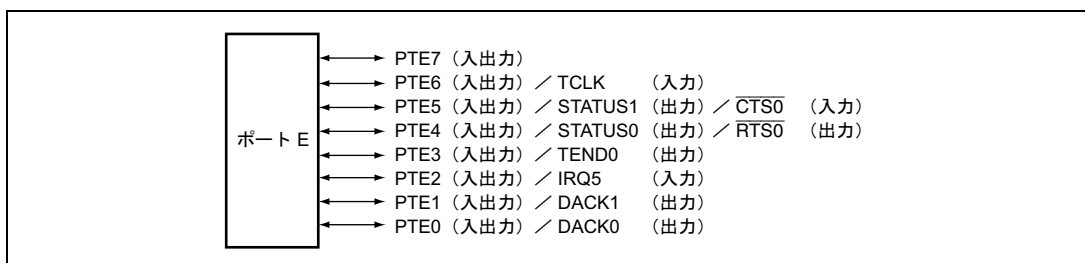 ポート E
PTE7（入出力）
PTE6（入出力）／ TCLK （入力）
PTE5（入出力）／ STATUS1（出力）／ C̅T̅S̅0̅ （入力）
PTE4（入出力）／ STATUS0（出力）／ R̅T̅S̅0̅ （出力）
PTE3（入出力）／ TEND0 （出力）
PTE2（入出力）／ IRQ5 （入力）
PTE1（入出力）／ DACK1 （出力）
PTE0（入出力）／ DACK0 （出力）